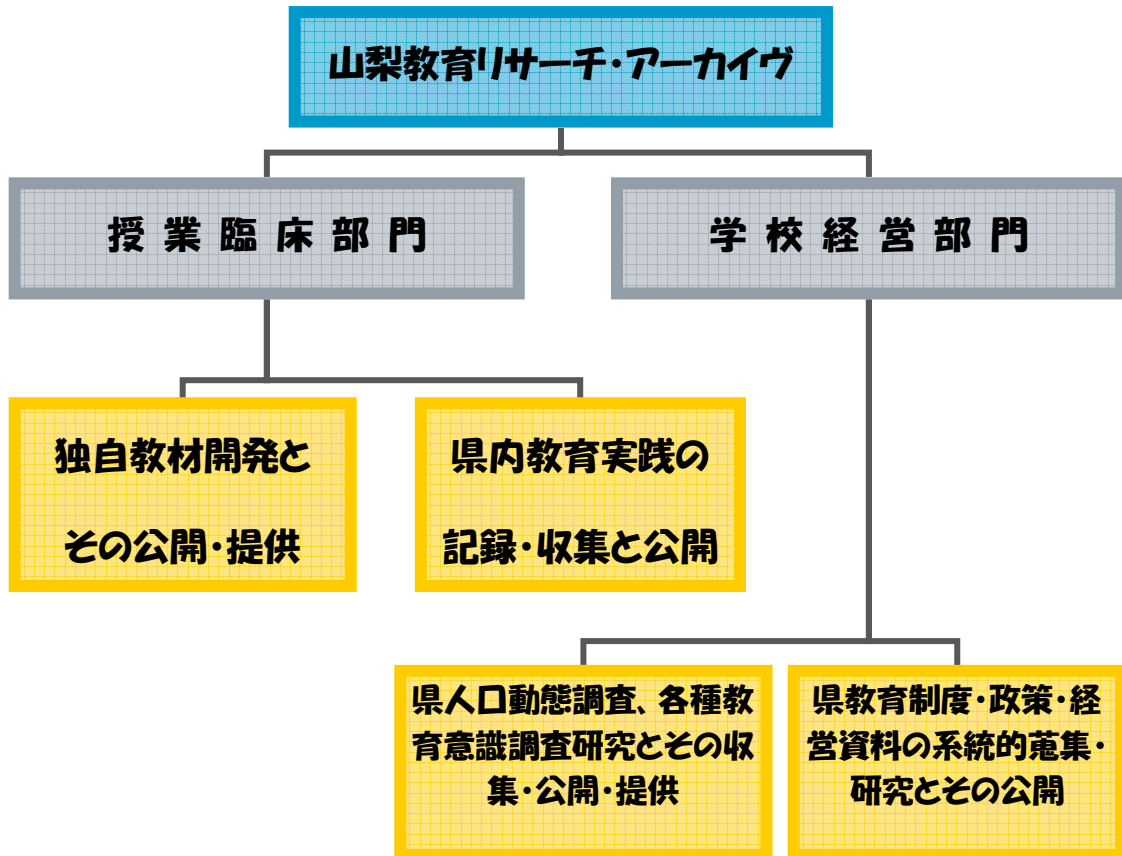 山梨教育リサーチ・アーカイヴ
授業臨床部門
学校経営部門
独自教材開発と
その公開・提供
県内教育実践の
記録・収集と公開
県人口動態調査、各種教
育意識調査研究とその収
集・公開・提供
県教育制度・政策・経
営資料の系統的蒐集・
研究とその公開